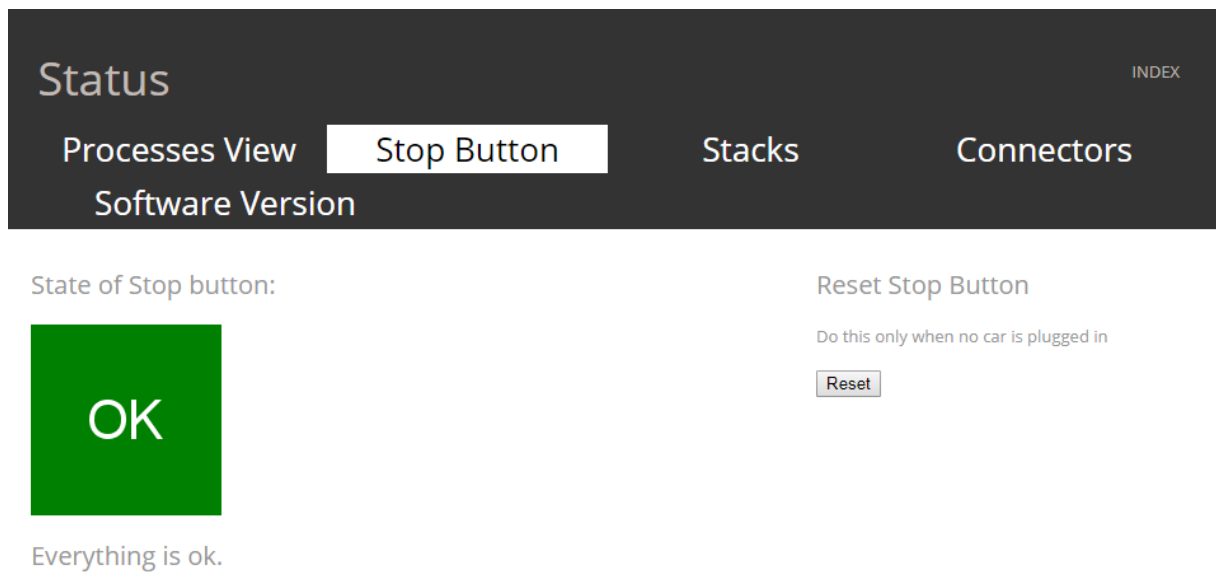 Status
INDEX
Processes View
Stop Button
Stacks
Connectors
Software Version
State of Stop button:
OK
Everything is ok.
Reset Stop Button
Do this only when no car is plugged in
Reset